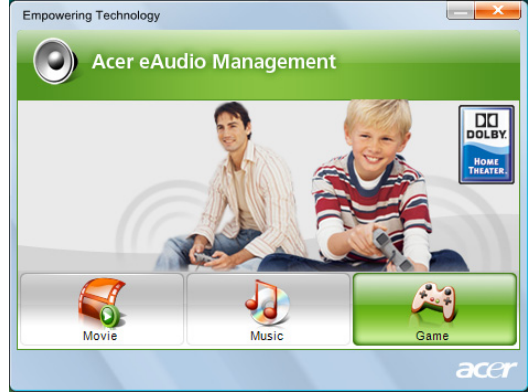 Empowering Technology
Acer eAudio Management
DOLBY.
HOME
THEATER.
Movie
Music
Game
acer